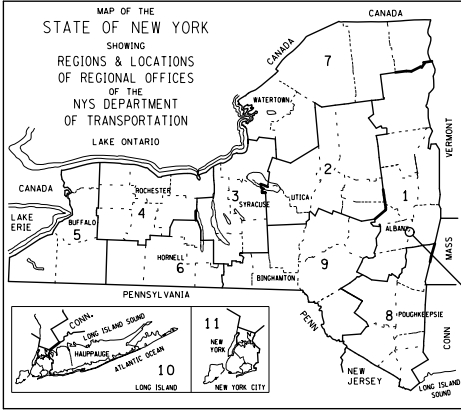 MAP OF THE
STATE OF NEW YORK
SHOWING
REGIONS & LOCATIONS
OF REGIONAL OFFICES
OF THE
NYS DEPARTMENT
OF TRANSPORTATION
CANADA
CANADA
7
WATERTOWN
LAKE ONTARIO
VERMONT
CANADA
ROCHESTER
3
2
1
UTICA
SYRACUSE
4
LAKE
ERIE
BUFFALO
5
ALBANY
MASS
HORNELL
6
9
BINGHAMTON
PENNSYLVANIA
PENN
8
POUGHKEEPSIE
CONN
NEW
JERSEY
LONG ISLAND
SOUND
CONN.
LONG ISLAND SOUND
HAUPPAUGE
ATLANTIC OCEAN
10
LONG ISLAND
11
NEW
YORK
NEW YORK CITY